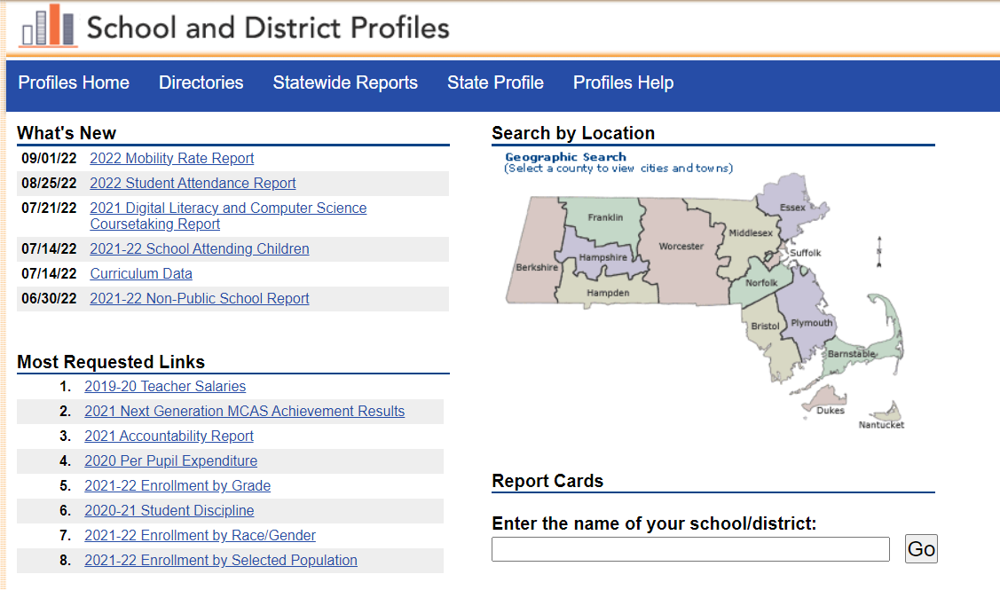 School and District Profiles
Profiles Home Directories Statewide Reports State Profile Profiles Help
What's New
09/01/22 2022 Mobility Rate Report
08/25/22 2022 Student Attendance Report
07/21/22 2021 Digital Literacy and Computer Science
Coursetaking Report
07/14/22 2021-22 School Attending Children
07/14/22 Curriculum Data
06/30/22 2021-22 Non-Public School Report
Most Requested Links
1. 2019-20 Teacher Salaries
2. 2021 Next Generation MCAS Achievement Results
3. 2021 Accountability Report
4. 2020 Per Pupil Expenditure
5. 2021-22 Enrollment by Grade
6. 2020-21 Student Discipline
7. 2021-22 Enrollment by Race/Gender
8. 2021-22 Enrollment by Selected Population
Search by Location
Geographic Search
(Select a county to view cities and towns)
Essex
Franklin
Middlesex
Worcester
Suffolk
Hampshire
Berkshire
Norfolk
Hampden
Bristol
Plymouth
Barnstable
Dukes
Nantucket
Report Cards
Enter the name of your school/district:
Go